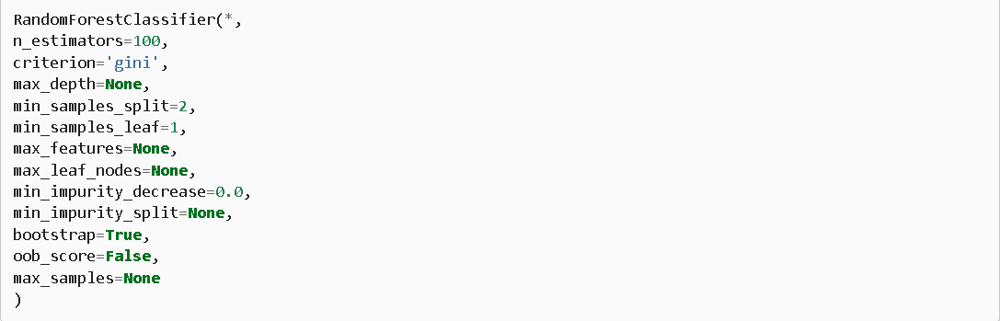 RandomForestClassifier(*,
n_estimators=100,
criterion='gini',
max_depth=None,
min_samples_split=2,
min_samples_leaf=1,
max_features=None,
max_leaf_nodes=None,
min_impurity_decrease=0.0,
min_impurity_split=None,
bootstrap=True,
oob_score=False,
max_samples=None
)